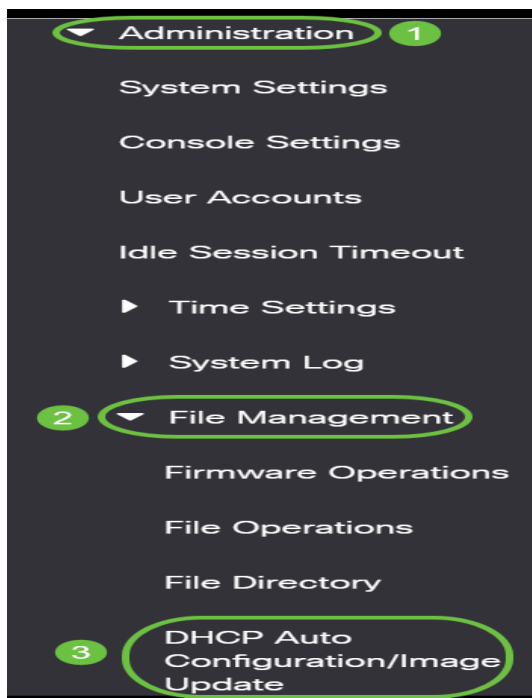 Administration 1
System Settings
Console Settings
User Accounts
Idle Session Timeout
Time Settings
System Log
2 File Management
Firmware Operations
File Operations
File Directory
3 DHCP Auto
Configuration/Image
Update